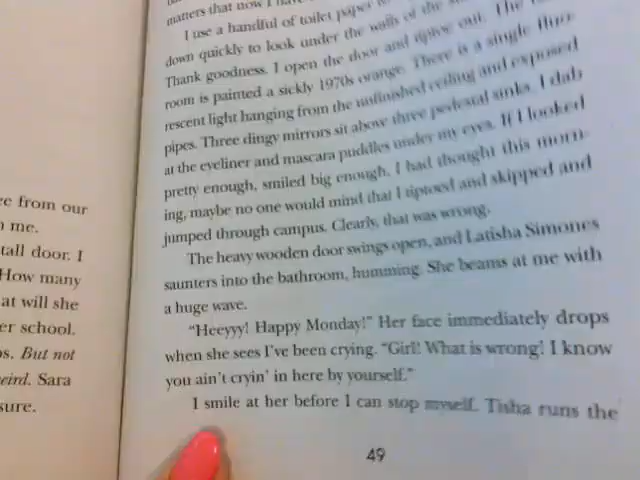 ee from our
n me.
tall door. I
How many
at will she
er school.
os. But not
eird. Sara
sure.
matters that now I have
I use a handful of toilet paper to
down quickly to look under the walls of the
Thank goodness. I open the door and tiptoe out. The
room is painted a sickly 1970s orange. There is a single fluo-
rescent light hanging from the unfinished ceiling and exposed
pipes. Three dingy mirrors sit above three pedestal sinks. I dab
at the eyeliner and mascara puddles under my eyes. If I looked
pretty enough, smiled big enough, I had thought this morn-
ing, maybe no one would mind that I tiptoed and skipped and
jumped through campus. Clearly, that was wrong.
The heavy wooden door swings open, and Latisha Simones
saunters into the bathroom, humming. She beams at me with
a huge wave.
“Heeyyy! Happy Monday!” Her face immediately drops
when she sees I’ve been crying. “Girl! What is wrong! I know
you ain’t cryin’ in here by yourself.”
I smile at her before I can stop myself. Tisha runs the
49